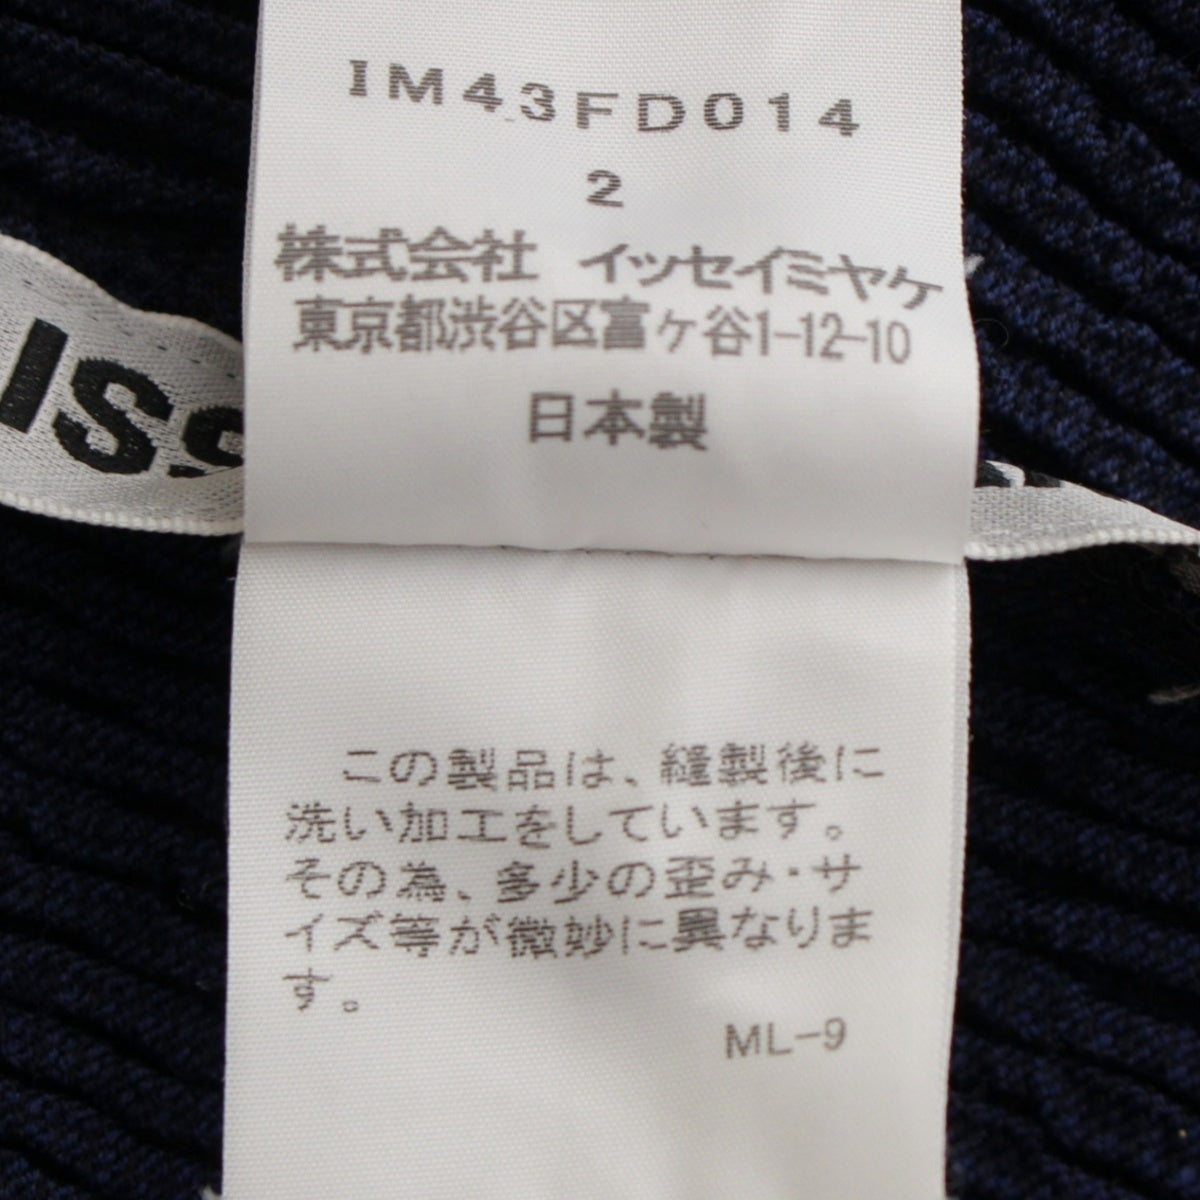 IM43FD014
2
株式会社 イッセイミヤケ
東京都渋谷区富ヶ谷1-12-10
日本製
ISS
この製品は、縫製後に
洗い加工をしています。
その為、多少の歪み・サ
イズ等が微妙に異なりま
す。
ML-9